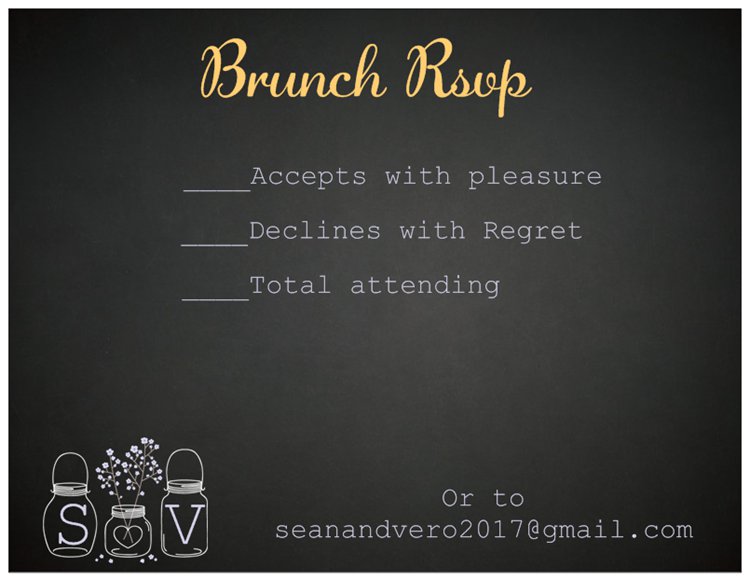 Brunch Rsvp
____Accepts with pleasure
____Declines with Regret
____Total attending
S V
Or to
seanandvero2017@gmail.com